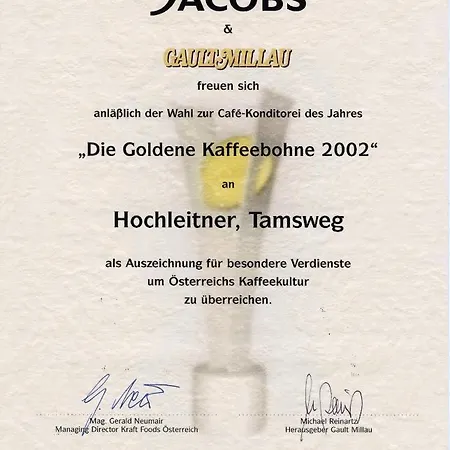 JACOBS
&
GAULT MILLAU
freuen sich
anläßlich der Wahl zur Café-Konditorei des Jahres
„Die Goldene Kaffeebohne 2002“
an
Hochleitner, Tamsweg
als Auszeichnung für besondere Verdienste
um Österreichs Kaffeekultur
zu überreichen.
Mag. Gerald Neumair
Managing Director Kraft Foods Österreich
Michael Reinartz
Herausgeber Gault Millau